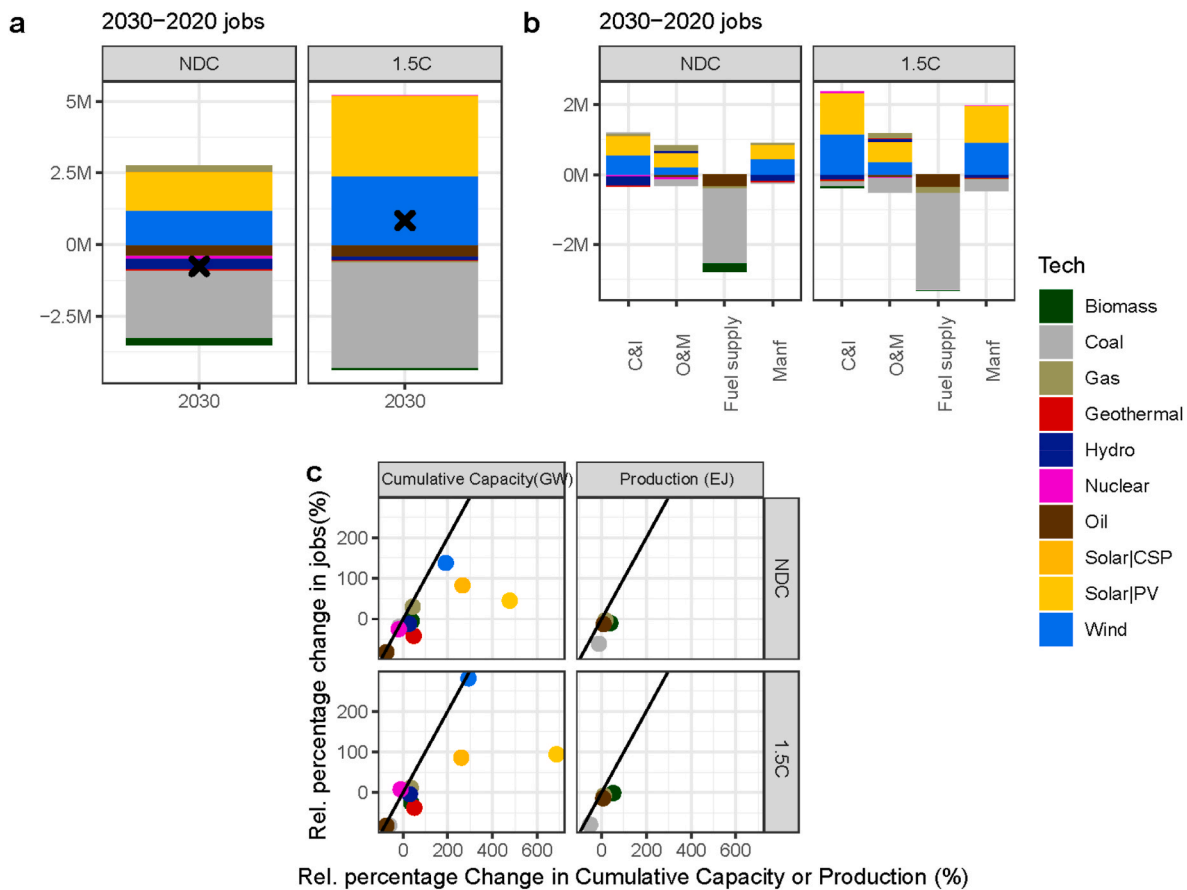 a
2030−2020 jobs
NDC
1.5C
5M
2.5M
0M
−2.5M
2030
2030
b
2030−2020 jobs
NDC
1.5C
2M
0M
−2M
C&I
O&M
Fuel supply
Manf
C&I
O&M
Fuel supply
Manf
Tech
Biomass
Coal
Gas
Geothermal
Hydro
Nuclear
Oil
Solar|CSP
Solar|PV
Wind
c
Cumulative Capacity(GW)
Production (EJ)
NDC
1.5C
Rel. percentage change in jobs(%)
200
100
0
200
100
0
0 200 400 600
0 200 400 600
Rel. percentage Change in Cumulative Capacity or Production (%)